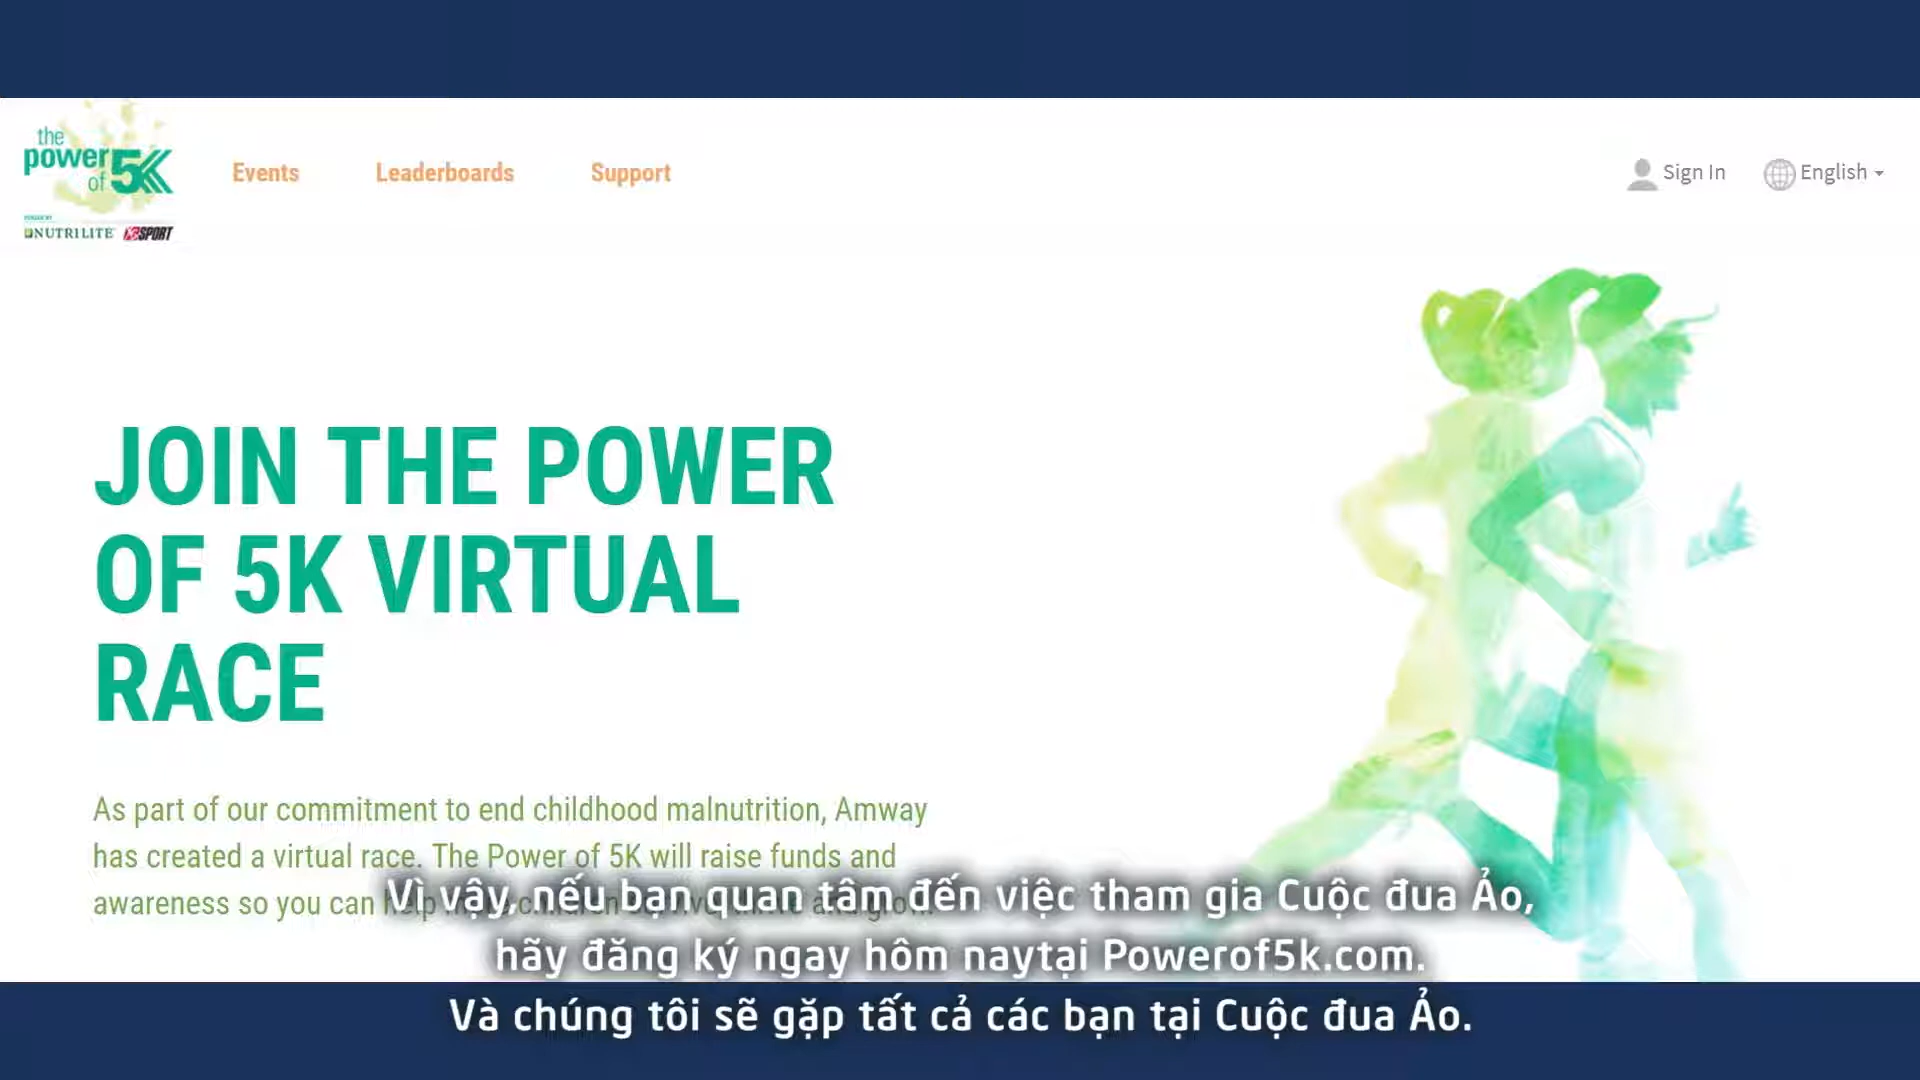 the
power
of 5K
POWERED BY
NUTRILITE XS SPORT
Events
Leaderboards
Support
Sign In
English
JOIN THE POWER
OF 5K VIRTUAL
RACE
As part of our commitment to end childhood malnutrition, Amway
has created a virtual race. The Power of 5K will raise funds and
awareness so you can help
Vì vậy, nếu bạn quan tâm đến việc tham gia Cuộc đua Ảo,
hãy đăng ký ngay hôm naytại Powerof5k.com.
Và chúng tôi sẽ gặp tất cả các bạn tại Cuộc đua Ảo.